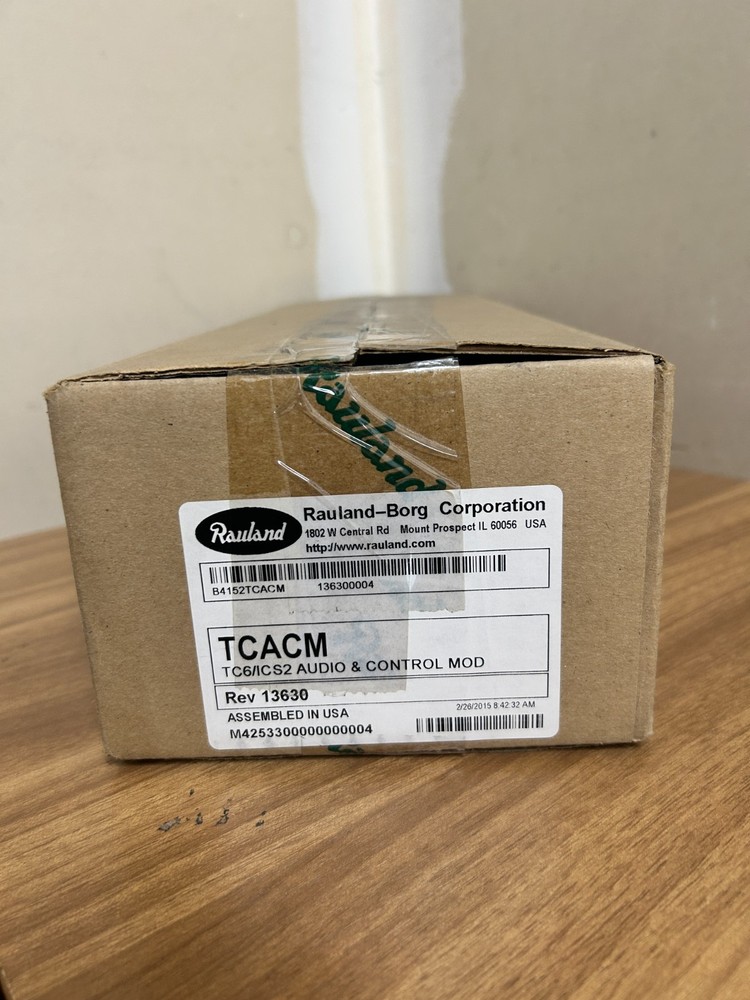 Rauland
Rauland
Rauland-Borg Corporation
1802 W Central Rd Mount Prospect IL 60056 USA
http://www.rauland.com
B4152TCACM 136300004
TCACM
TC6/ICS2 AUDIO & CONTROL MOD
Rev 13630
ASSEMBLED IN USA
2/26/2015 8:42:32 AM
M4253300000000004